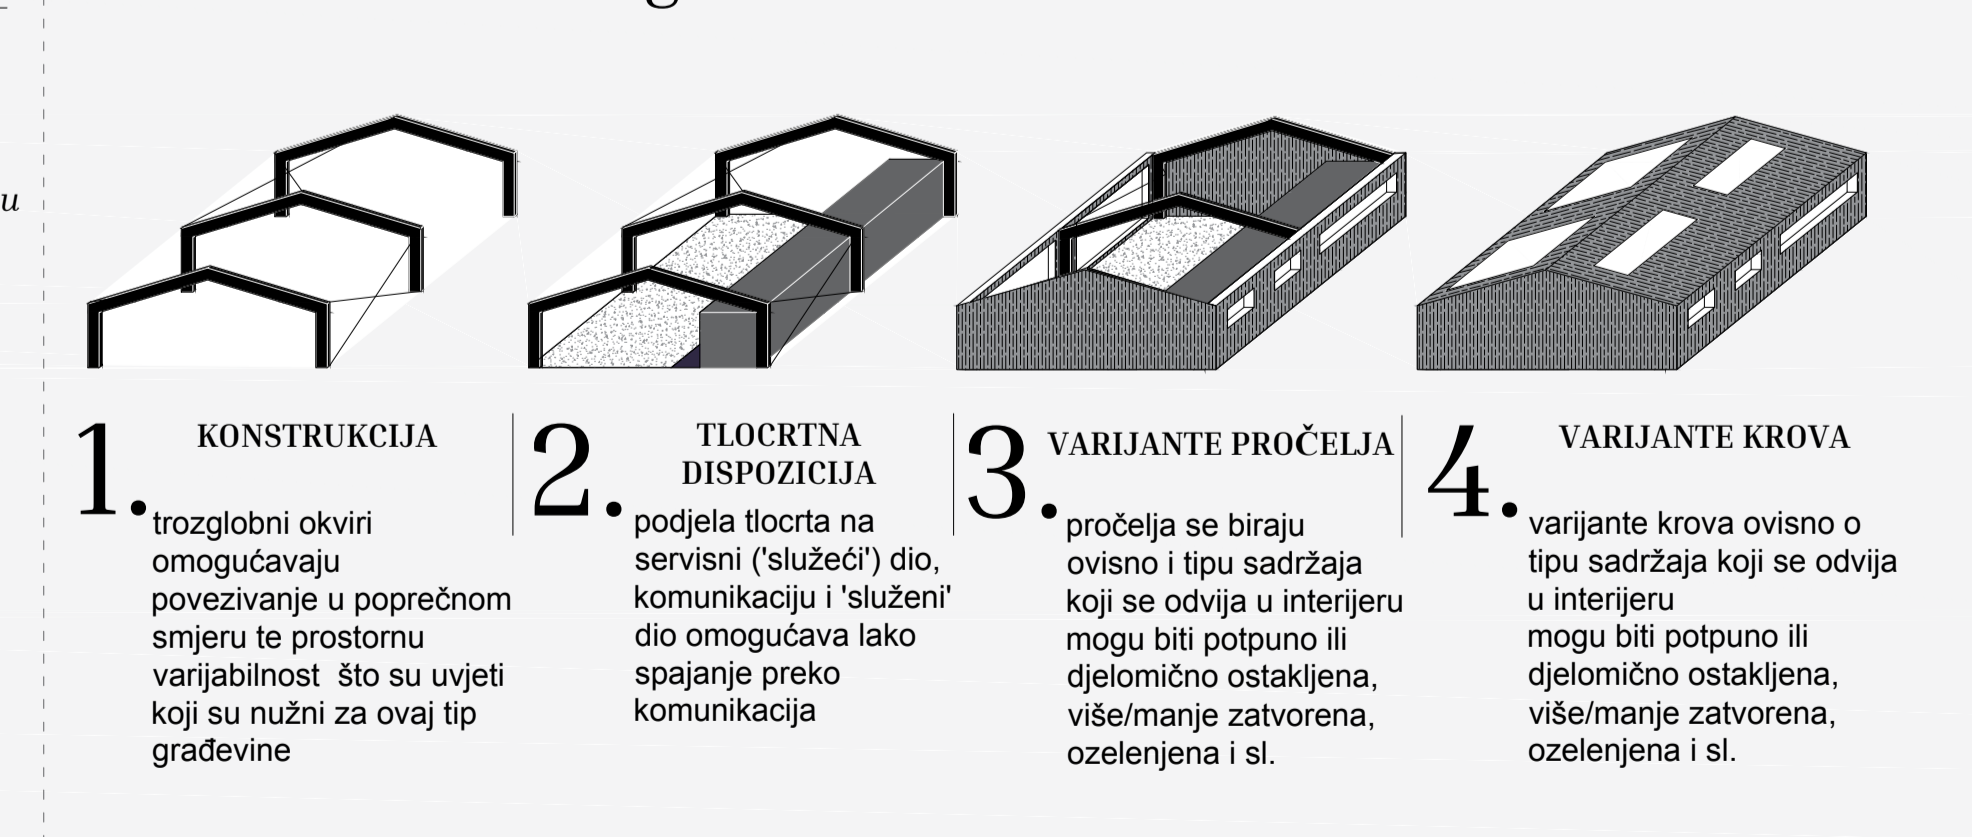 u
1.
KONSTRUKCIJA
trozglobni okviri
omogućavaju
povezivanje u poprečnom
smjeru te prostornu
varijabilnost  što su uvjeti
koji su nužni za ovaj tip
građevine
2.
TLOCRTNA
DISPOZICIJA
podjela tlocrta na
servisni ('služeći') dio,
komunikaciju i 'služeni'
dio omogućava lako
spajanje preko
komunikacija
3.
VARIJANTE PROČELJA
pročelja se biraju
ovisno i tipu sadržaja
koji se odvija u interijeru
mogu biti potpuno ili
djelomično ostakljena,
više/manje zatvorena,
ozelenjena i sl.
4.
VARIJANTE KROVA
varijante krova ovisno o
tipu sadržaja koji se odvija
u interijeru
mogu biti potpuno ili
djelomično ostakljena,
više/manje zatvorena,
ozelenjena i sl.